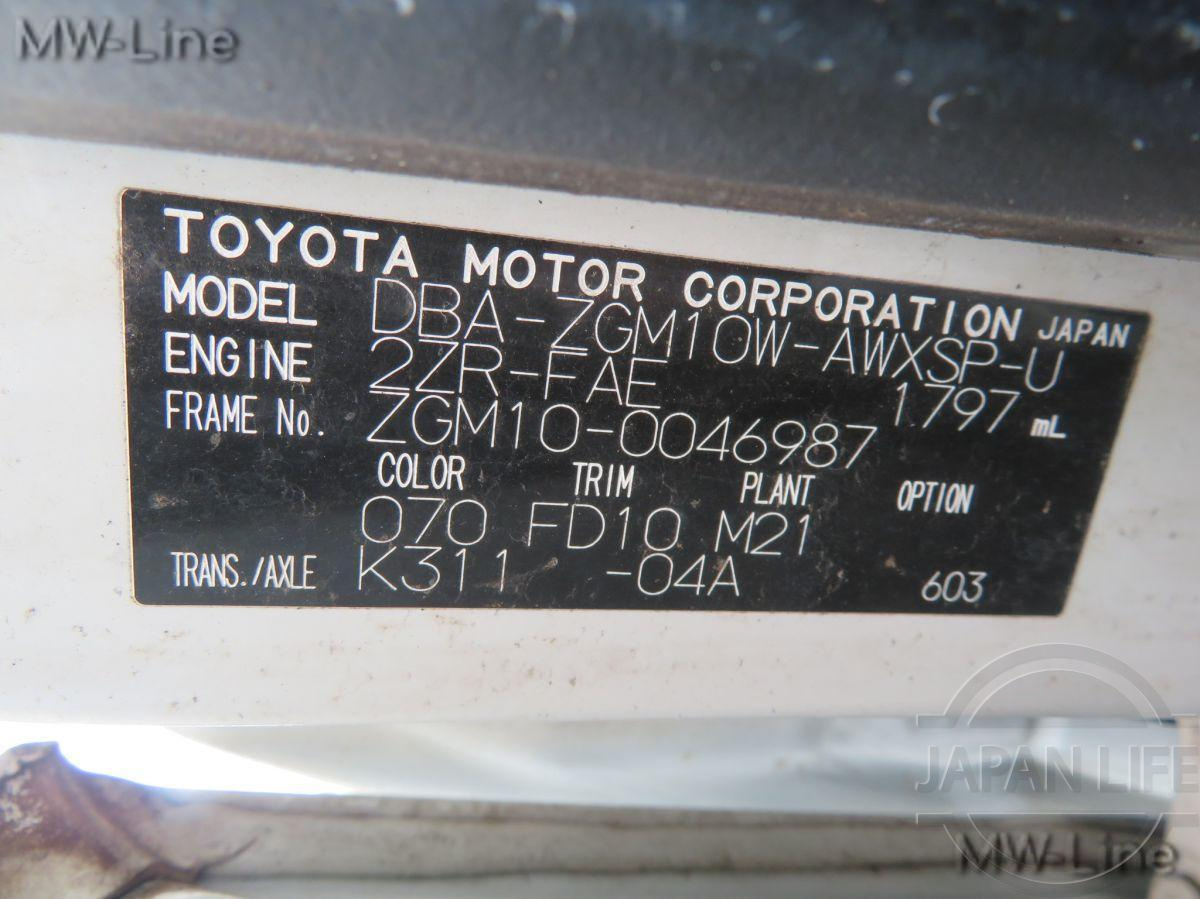 MW-Line
TOYOTA MOTOR CORPORATION JAPAN
MODEL DBA-ZGM10W-AWXSP-U
ENGINE 2ZR-FAE 1797 mL
FRAME No. ZGM10-0046987
COLOR TRIM PLANT OPTION
070 FD10 M21
TRANS./AXLE K311 -04A 603
JAPAN LIFE
MW-Line